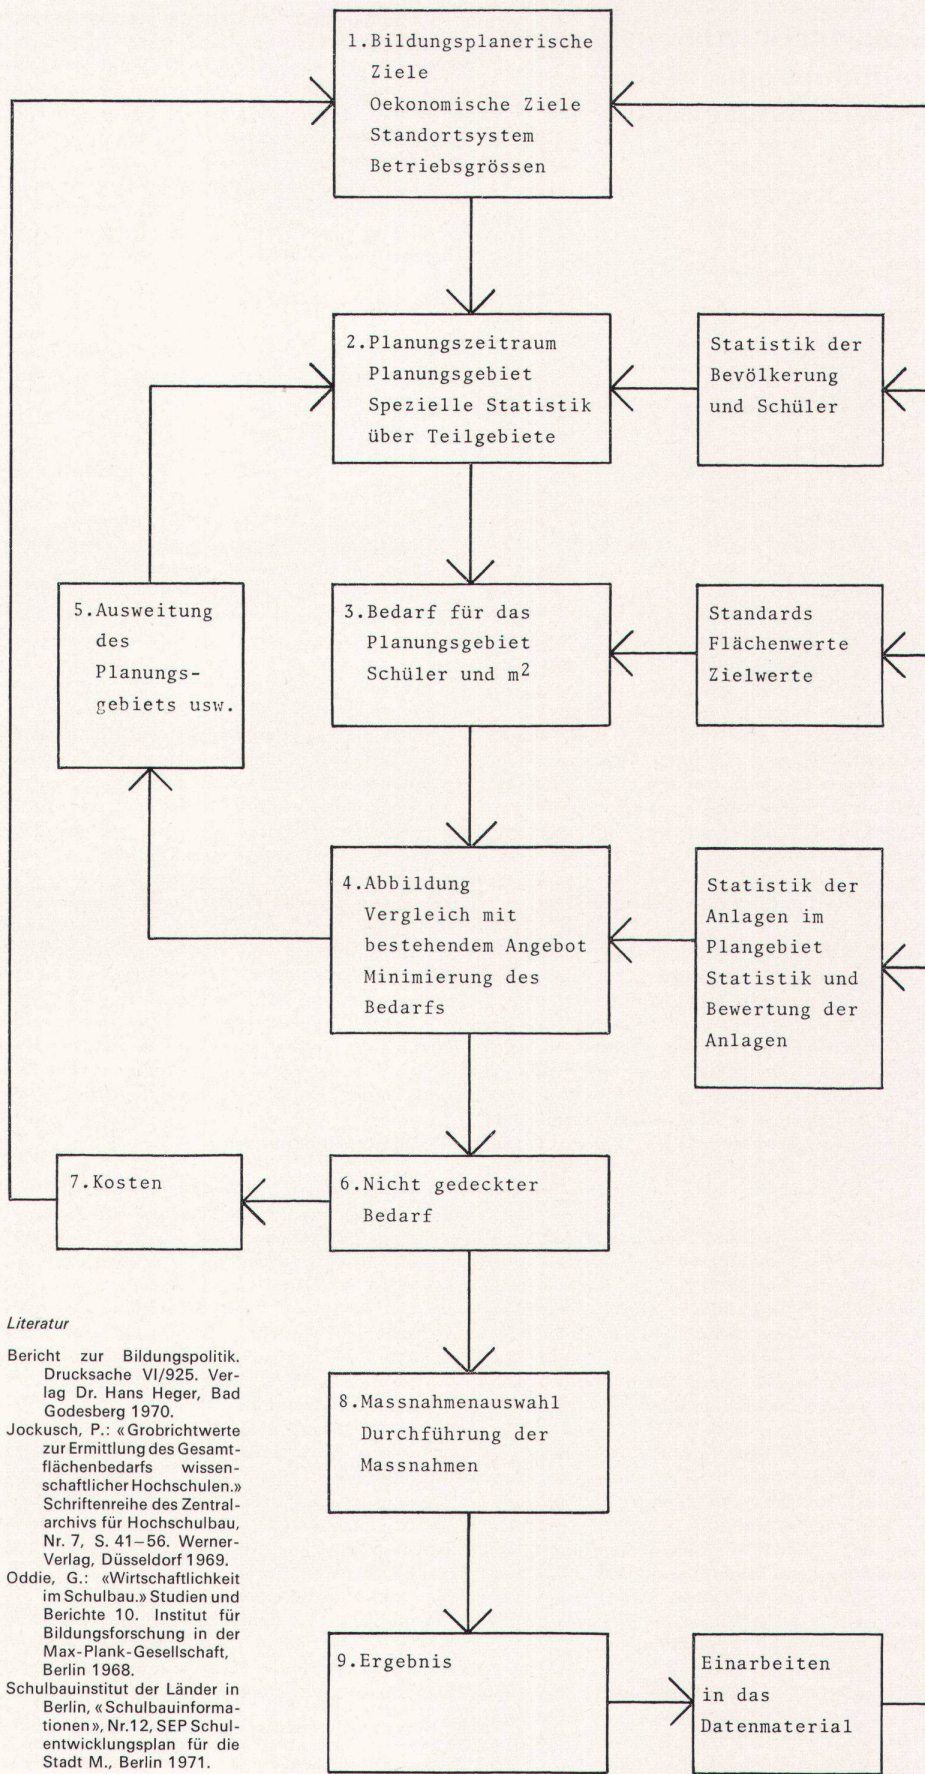 1.Bildungsplanerische
Ziele
Oekonomische Ziele
Standortsystem
Betriebsgrössen
2.Planungszeitraum
Planungsgebiet
Spezielle Statistik
über Teilgebiete
Statistik der
Bevölkerung
und Schüler
5.Ausweitung
des
Planungs-
gebiets usw.
3.Bedarf für das
Planungsgebiet
Schüler und m²
Standards
Flächenwerte
Zielwerte
4.Abbildung
Vergleich mit
bestehendem Angebot
Minimierung des
Bedarfs
Statistik der
Anlagen im
Plangebiet
Statistik und
Bewertung der
Anlagen
7.Kosten
6.Nicht gedeckter
Bedarf
8.Massnahmenauswahl
Durchführung der
Massnahmen
9.Ergebnis
Einarbeiten
in das
Datenmaterial
Literatur
Bericht zur Bildungspolitik.
Drucksache VI/925. Ver-
lag Dr. Hans Heger, Bad
Godesberg 1970.
Jockusch, P.: «Grobrichtwerte
zur Ermittlung des Gesamt-
flächenbedarfs wissen-
schaftlicher Hochschulen.»
Schriftenreihe des Zentral-
archivs für Hochschulbau,
Nr. 7, S. 41–56. Werner-
Verlag, Düsseldorf 1969.
Oddie, G.: «Wirtschaftlichkeit
im Schulbau.» Studien und
Berichte 10. Institut für
Bildungsforschung in der
Max-Plank-Gesellschaft,
Berlin 1968.
Schulbauinstitut der Länder in
Berlin, «Schulbauinforma-
tionen», Nr.12, SEP Schul-
entwicklungsplan für die
Stadt M., Berlin 1971.